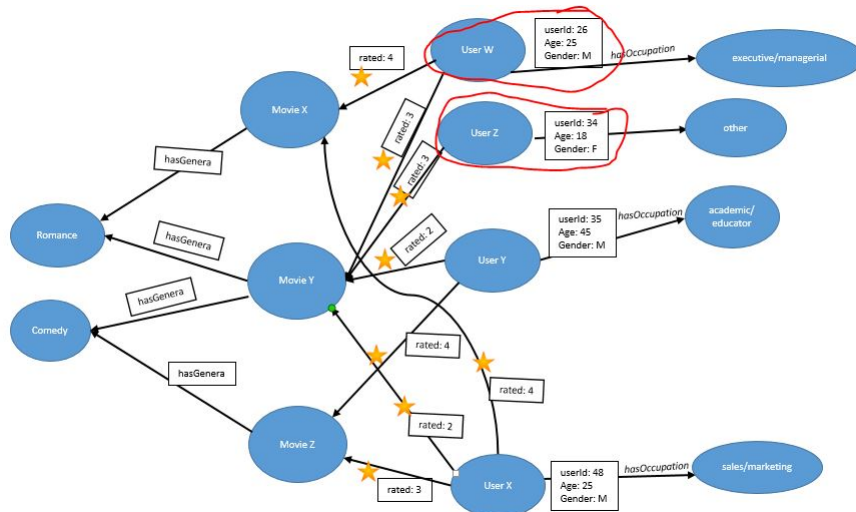 User W
userId: 26
Age: 25
Gender: M
hasOccupation
executive/managerial
rated: 4
Movie X
rated: 3
User Z
userId: 34
Age: 18
Gender: F
other
rated: 3
hasGenera
Romance
hasGenera
rated: 2
userId: 35
Age: 45
Gender: M
hasOccupation
academic/
educator
Movie Y
User Y
hasGenera
Comedy
rated: 4
hasGenera
rated: 4
rated: 2
Movie Z
rated: 3
User X
userId: 48
Age: 25
Gender: M
hasOccupation
sales/marketing